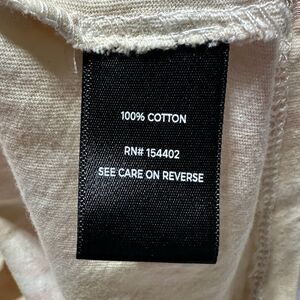 100% COTTON
RN# 154402
SEE CARE ON REVERSE